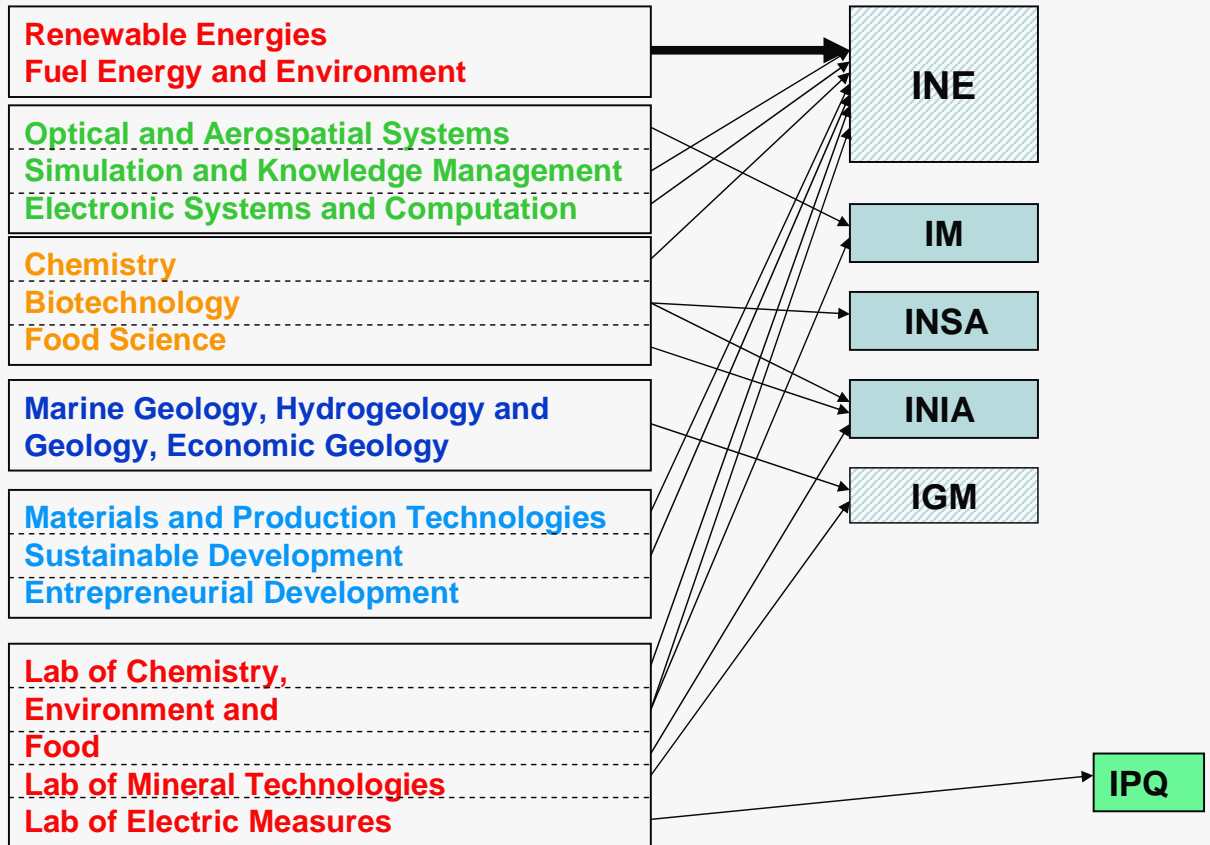 Renewable Energies
Fuel Energy and Environment
Optical and Aerospatial Systems
Simulation and Knowledge Management
Electronic Systems and Computation
Chemistry
Biotechnology
Food Science
Marine Geology, Hydrogeology and
Geology, Economic Geology
Materials and Production Technologies
Sustainable Development
Entrepreneurial Development
Lab of Chemistry,
Environment and
Food
Lab of Mineral Technologies
Lab of Electric Measures
INE
IM
INSA
INIA
IGM
IPQ